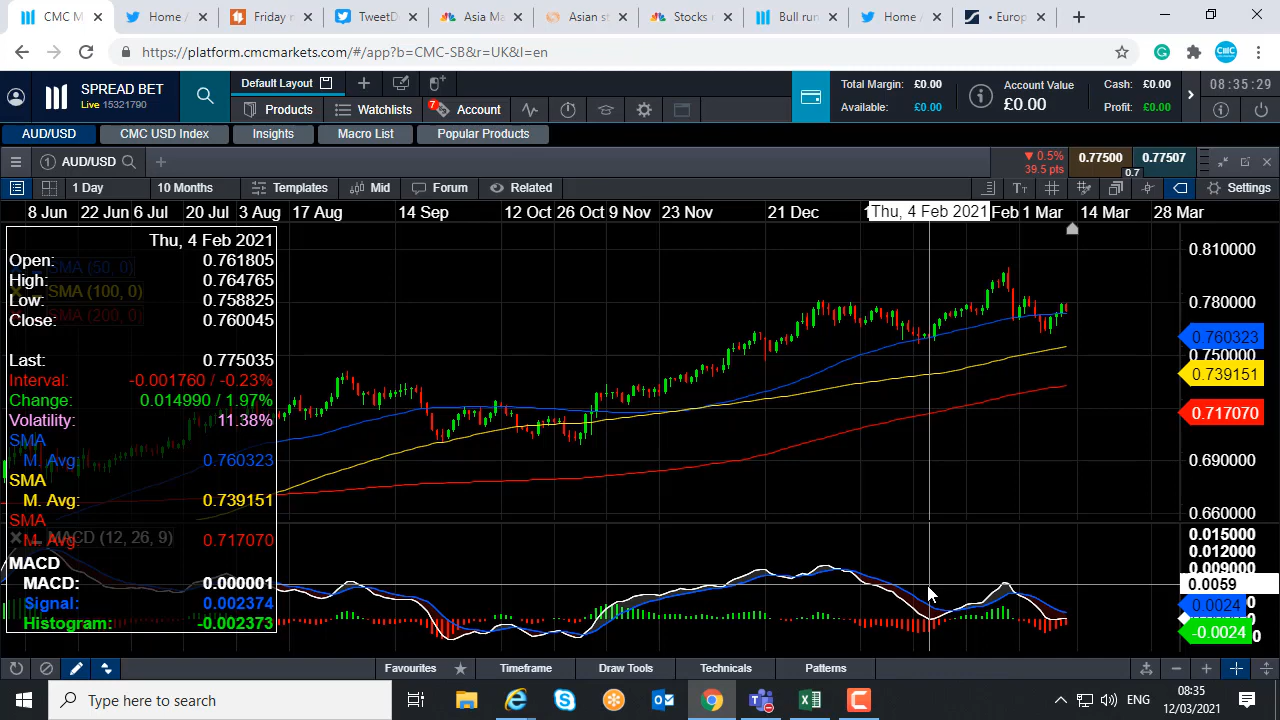 CMC M
Home /
Friday n
TweetD
Asia Ma
Asian st
Stocks
Bull run
Home /
• Europ
https://platform.cmcmarkets.com/#/app?b=CMC-SB&r=UK&l=en
SPREAD BET
Live 15321790
Default Layout
Products
Watchlists
7
Account
Total Margin: £0.00
Available: £0.00
Account Value
£0.00
Cash: £0.00
Profit: £0.00
08:35:29
AUD/USD
CMC USD Index
Insights
Macro List
Popular Products
1 AUD/USD
0.5%
39.5 pts
0.77500
0.7
0.77507
1 Day
10 Months
Templates
Mid
Forum
Related
Settings
8 Jun 22 Jun 6 Jul 20 Jul 3 Aug 17 Aug 14 Sep 12 Oct 26 Oct 9 Nov 23 Nov 21 Dec Thu, 4 Feb 2021 Feb 1 Mar 14 Mar 28 Mar
Thu, 4 Feb 2021
Open: 0.761805
SMA (50, 0)
High: 0.764765
SMA (100, 0)
Low: 0.758825
SMA (200, 0)
Close: 0.760045
Last: 0.775035
Interval: -0.001760 / -0.23%
Change: 0.014990 / 1.97%
Volatility: 11.38%
SMA
M. Avg: 0.760323
SMA
M. Avg: 0.739151
SMA
MACD (12, 26, 9)
M. Avg: 0.717070
MACD
MACD: 0.000001
Signal: 0.002374
Histogram: -0.002373
0.810000
0.780000
0.760323
0.750000
0.739151
0.717070
0.690000
0.660000
0.015000
0.012000
0.009000
0.0059
0.0024
-0.0024
Favourites
Timeframe
Draw Tools
Technicals
Patterns
Type here to search
ENG
08:35
12/03/2021